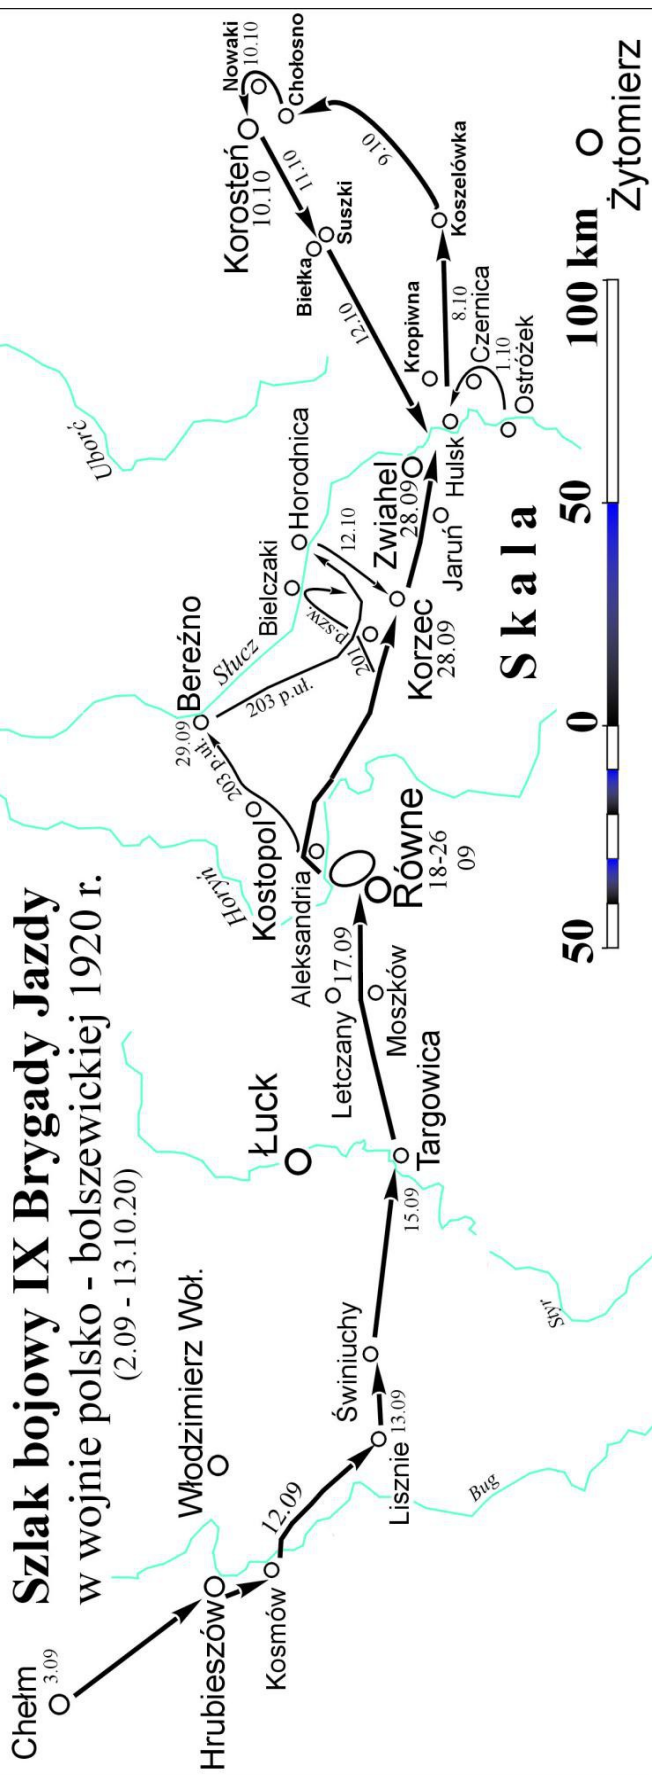 Szlak bojowy IX Brygady Jazdy
w wojnie polsko - bolszewickiej 1920 r.
(2.09 - 13.10.20)
Chełm
3.09
Hrubieszów
Kosmów
12.09
Włodzimierz Woł.
Lisznie 13.09
Świniuchy
Bug
Styr
15.09
Targowica
Łuck
Letczany
17.09
Moszków
Równe
18-26
09
Aleksandria
Kostopol
Horyń
203 p.uł.
29.09
Bereźno
Słucz
203 p.uł.
201 p.szw.
Bielczaki
Horodnica
12.10
Korzec
28.09
Zwiahel
28.09
Jaruń
Hulsk
Uborć
Kropiwna
Czernica
1.10
Ostróżek
8.10
Koszelówka
9.10
Chołosno
Nowaki
10.10
Korosteń
10.10
11.10
Białka
Suszki
12.10
Żytomierz
Skala
50
0
50
100 km